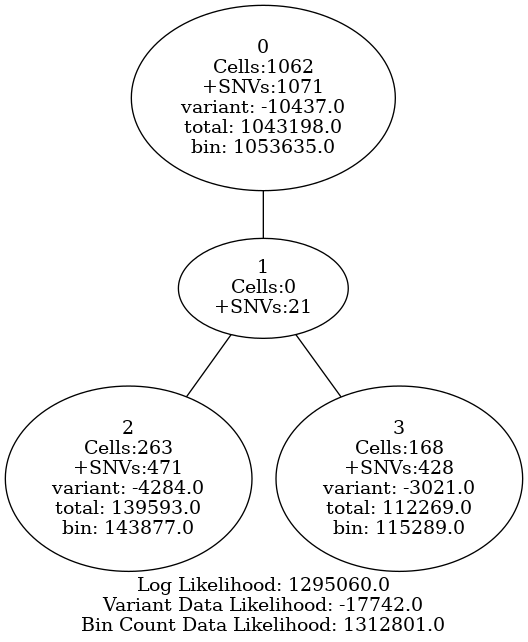 0
Cells:1062
+SNVs:1071
variant: -10437.0
total: 1043198.0
bin: 1053635.0
1
Cells:0
+SNVs:21
2
Cells:263
+SNVs:471
variant: -4284.0
total: 139593.0
bin: 143877.0
3
Cells:168
+SNVs:428
variant: -3021.0
total: 112269.0
bin: 115289.0
Log Likelihood: 1295060.0
Variant Data Likelihood: -17742.0
Bin Count Data Likelihood: 1312801.0